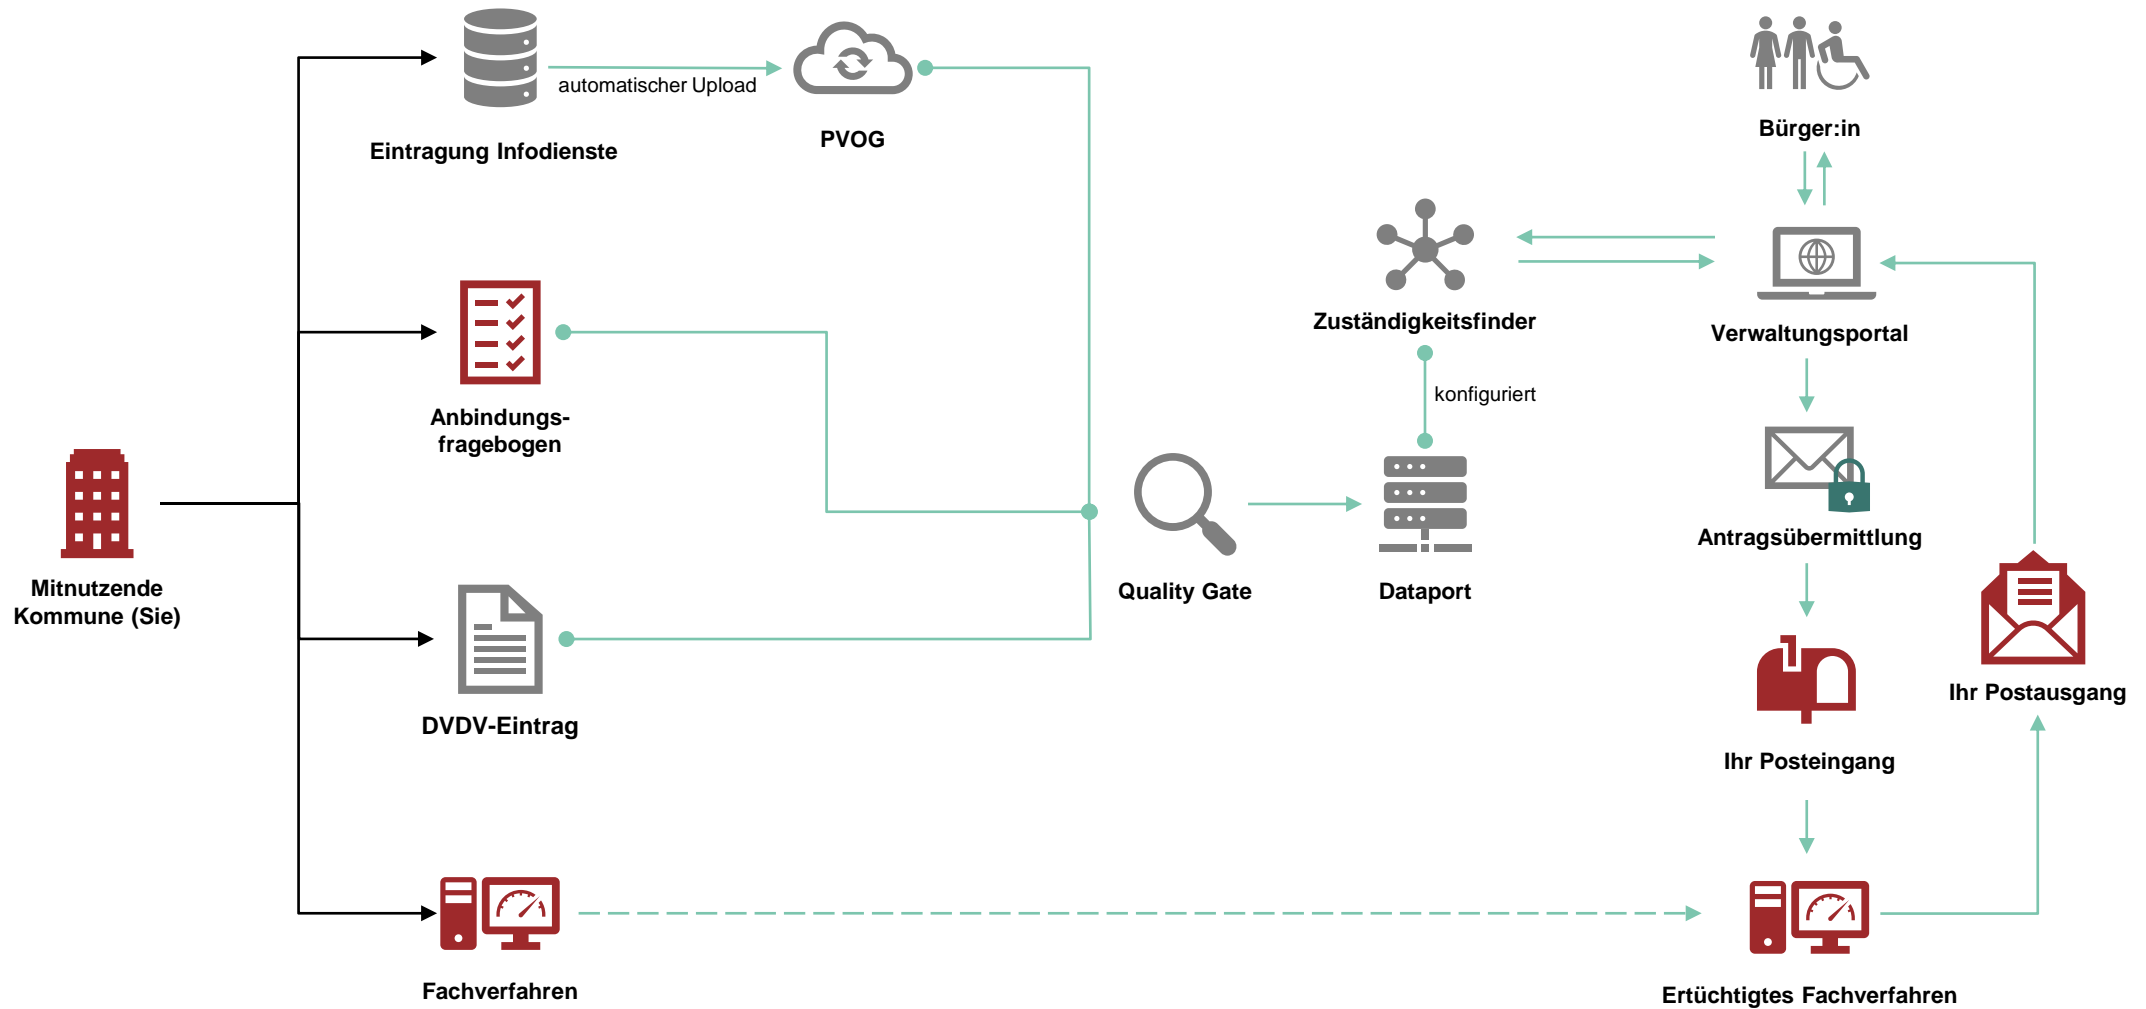 automatischer Upload
Eintragung Infodienste
PVOG
Bürger:in
Zuständigkeitsfinder
Verwaltungsportal
konfiguriert
Anbindungs-
fragebogen
Antragsübermittlung
Mitnutzende
Kommune (Sie)
Quality Gate
Dataport
Ihr Postausgang
DVDV-Eintrag
Ihr Posteingang
Fachverfahren
Ertüchtigtes Fachverfahren